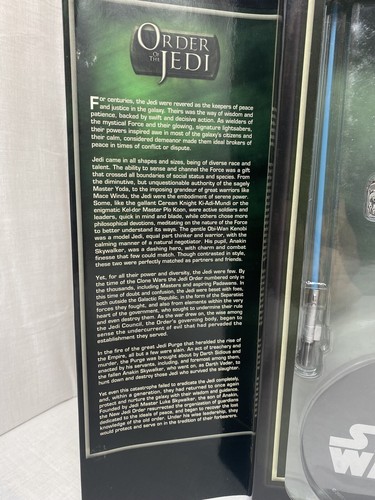 ORDER
OF THE
JEDI
For centuries, the Jedi were revered as the keepers of peace
and justice in the galaxy. Theirs was the way of wisdom and
patience, backed by swift and decisive action. As wielders of
the mystical Force and their glowing, signature lightsabers,
their powers inspired awe in most of the galaxy's citizens and
their calm, considered demeanor made them ideal brokers of
peace in times of conflict or dispute.
Jedi came in all shapes and sizes, being of diverse race and
talent. The ability to sense and channel the Force was a gift
that crossed all boundaries of social status and species. From
the diminutive, but unquestionable authority of the sagely
Master Yoda, to the imposing grandeur of great warriors like
Mace Windu, the Jedi were the embodiment of serene power.
Some, like the gallant Cerean Knight Ki-Adi-Mundi or the
enigmatic Kel-dor Master Plo Koon, were active soldiers and
leaders, quick in mind and blade, while others chose more
philosophical devotions, meditating on the nature of the Force
to better understand its ways. The gentle Obi-Wan Kenobi
was a model Jedi, equal part thinker and warrior, with the
calming manner of a natural negotiator. His pupil, Anakin
Skywalker, was a dashing hero, with charm and combat
finesse that few could match. Though contrasted in style,
these two were perfectly matched as partners and friends.
Yet, for all their power and diversity, the Jedi were few. By
the time of the Clone Wars the Jedi Order numbered only in
the thousands, including Masters and aspiring Padawans. In
this time of doubt and confusion, the Jedi were beset with foes,
both outside the Galactic Republic, in the form of the Separatist
forces they fought, and also from elements within the very
heart of the government, who sought to undermine their rule
and even destroy them. As the war drew on, the wise among
the Jedi Council, the Order's governing body, began to
sense the undercurrent of evil that had pervaded the
establishment they served.
In the fire of the great Jedi Purge that heralded the rise of
the Empire, all but a few were slain. An act of treachery and
murder, the Purge was brought about by Darth Sidious and
enacted by his servants, including, and foremost among them,
the fallen Anakin Skywalker, who went on, as Darth Vader, to
hunt down and destroy those Jedi who survived the slaughter.
Yet even this catastrophe failed to eradicate the Jedi completely,
and, within a generation, they had returned to once again
protect and nurture the galaxy with their wisdom and guidance.
Founded by Jedi Master Luke Skywalker, the son of Anakin,
the New Jedi Order resurrected the organization of guardians
dedicated to the ideals of peace, and began to recover the lost
knowledge of the old order. Under his wise leadership, they
would protect and serve on in the tradition of their forbearers.